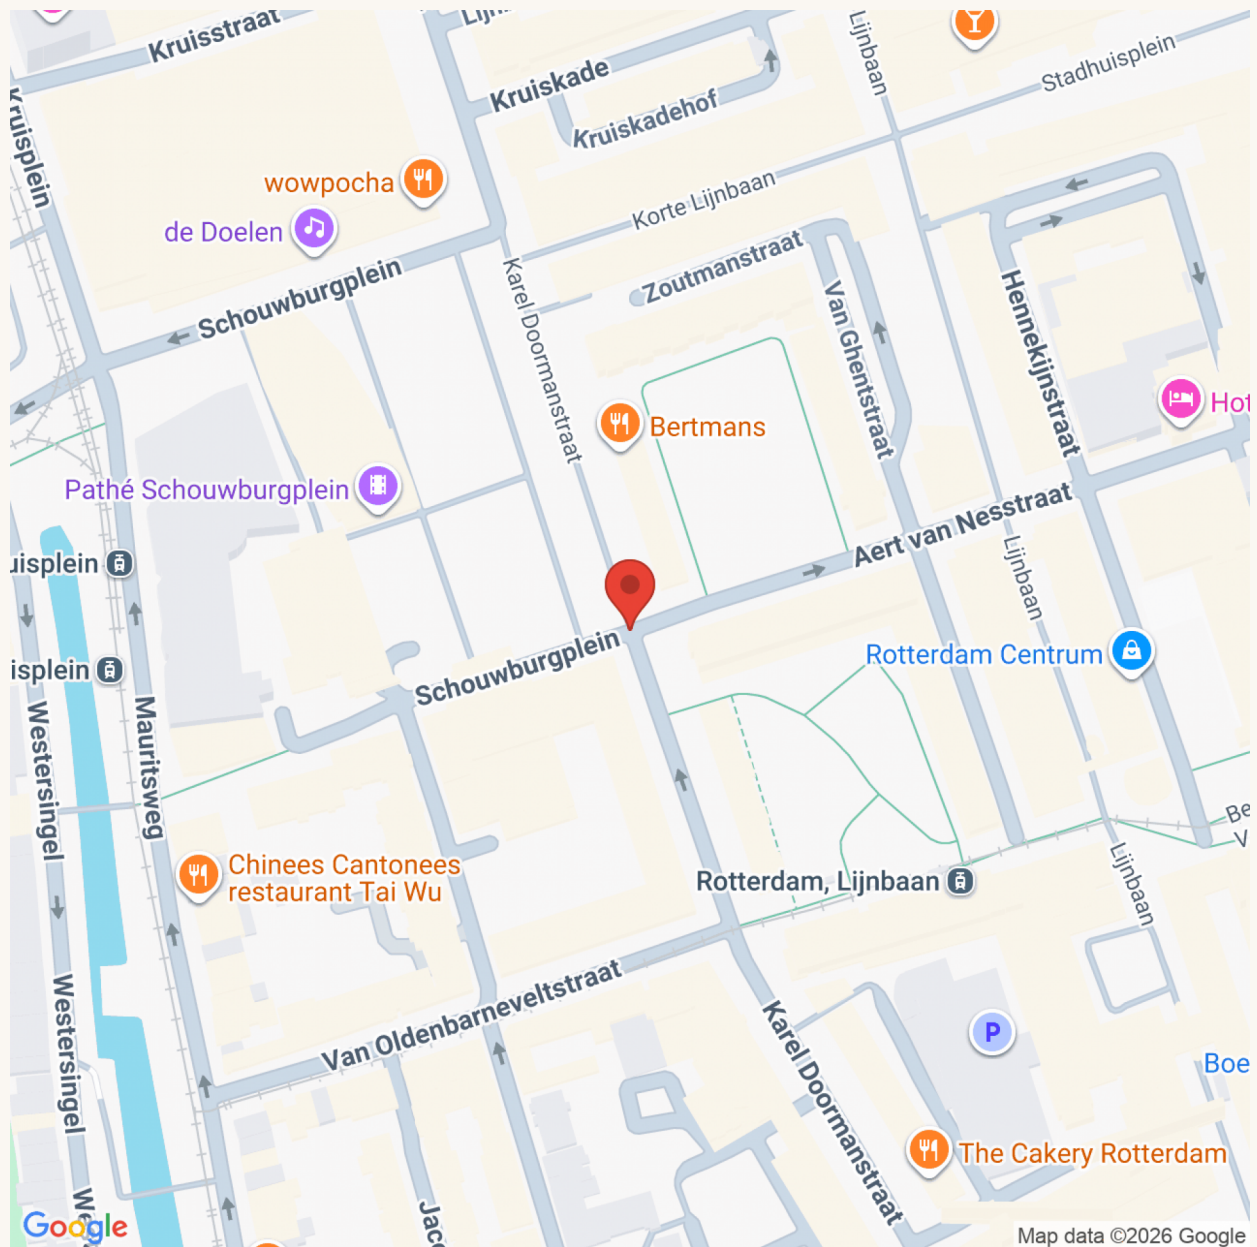 Kruisstraat
Lijnbaan
Kruiskade
Kruiskadehof
Stadhuisplein
Kruisplein
wowpocha
Korte Lijnbaan
de Doelen
Zoutmanstraat
Schouwburgplein
Karel Doormanstraat
Van Ghentstraat
Hennekijnstraat
Bertmans
Pathé Schouwburgplein
Aert van Nesstraat
Lijnbaan
Schouwburgplein
Rotterdam Centrum
Mauritsweg
Westersingel
Chinees Cantonees
restaurant Tai Wu
Rotterdam, Lijnbaan
Lijnbaan
Van Oldenbarneveltstraat
Westersingel
Karel Doormanstraat
P
The Cakery Rotterdam
Google
Map data ©2026 Google